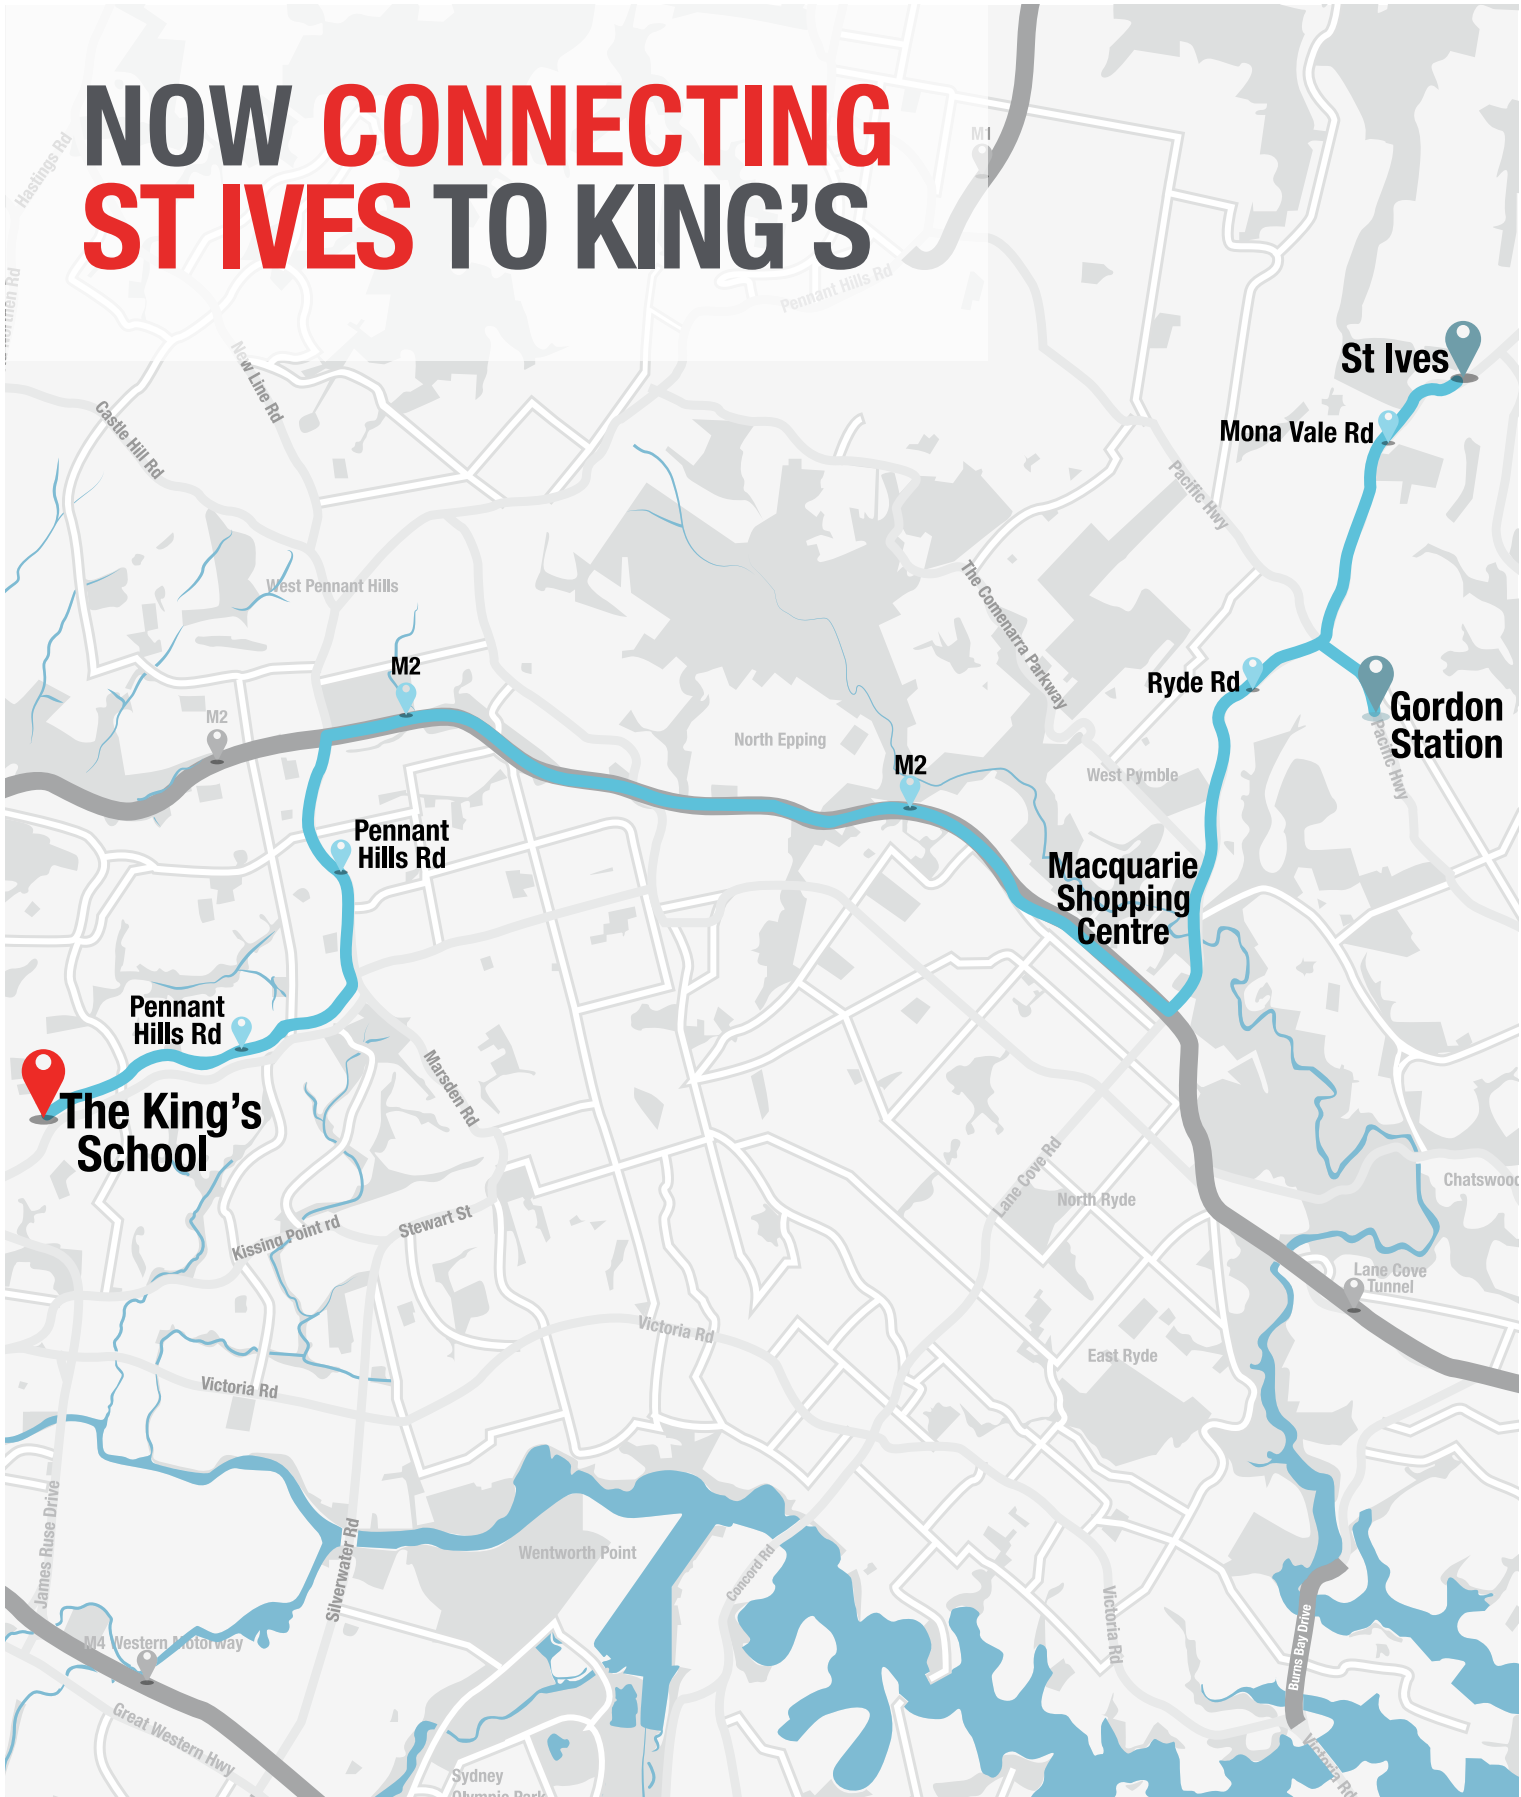 NOW CONNECTING
ST IVES TO KING'S
Hastings Rd
M1
Pennant Hills Rd
New Line Rd
Castle Hill Rd
St Ives
Mona Vale Rd
Pacific Hwy
West Pennant Hills
The Comenarra Parkway
M2
M2
Ryde Rd
Gordon
Station
Pacific Hwy
North Epping
M2
West Pymble
Pennant
Hills Rd
Macquarie
Shopping
Centre
Pennant
Hills Rd
Marsden Rd
The King's
School
Lane Cove Rd
North Ryde
Chatswood
Kissing Point rd
Stewart St
Lane Cove
Tunnel
Victoria Rd
East Ryde
Victoria Rd
James Ruse Drive
Silverwater Rd
Wentworth Point
Concord Rd
Victoria Rd
Burns Bay Drive
M4 Western Motorway
Great Western Hwy
Victoria Rd
Sydney
Olympic Park